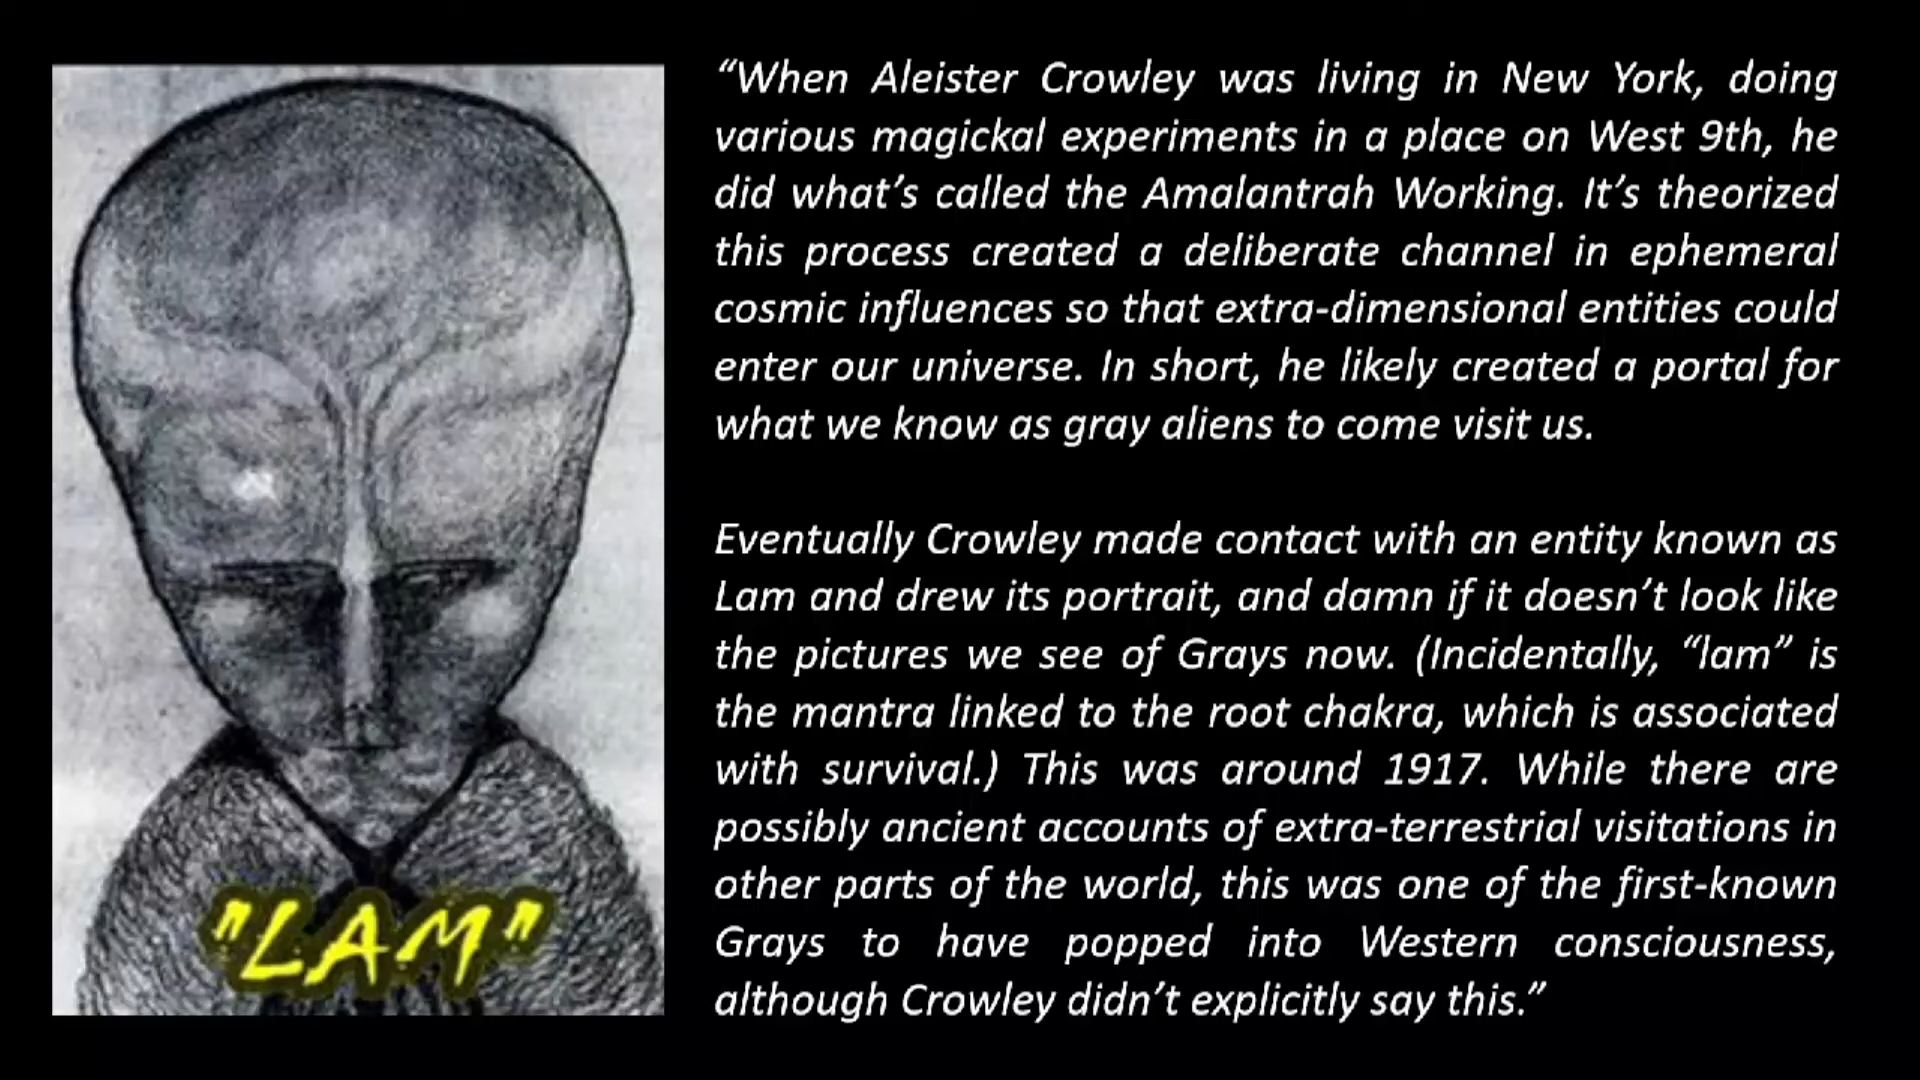 "LAM"
“When Aleister Crowley was living in New York, doing
various magickal experiments in a place on West 9th, he
did what’s called the Amalantrah Working. It’s theorized
this process created a deliberate channel in ephemeral
cosmic influences so that extra-dimensional entities could
enter our universe. In short, he likely created a portal for
what we know as gray aliens to come visit us.
Eventually Crowley made contact with an entity known as
Lam and drew its portrait, and damn if it doesn’t look like
the pictures we see of Grays now. (Incidentally, “lam” is
the mantra linked to the root chakra, which is associated
with survival.) This was around 1917. While there are
possibly ancient accounts of extra-terrestrial visitations in
other parts of the world, this was one of the first-known
Grays to have popped into Western consciousness,
although Crowley didn’t explicitly say this.”